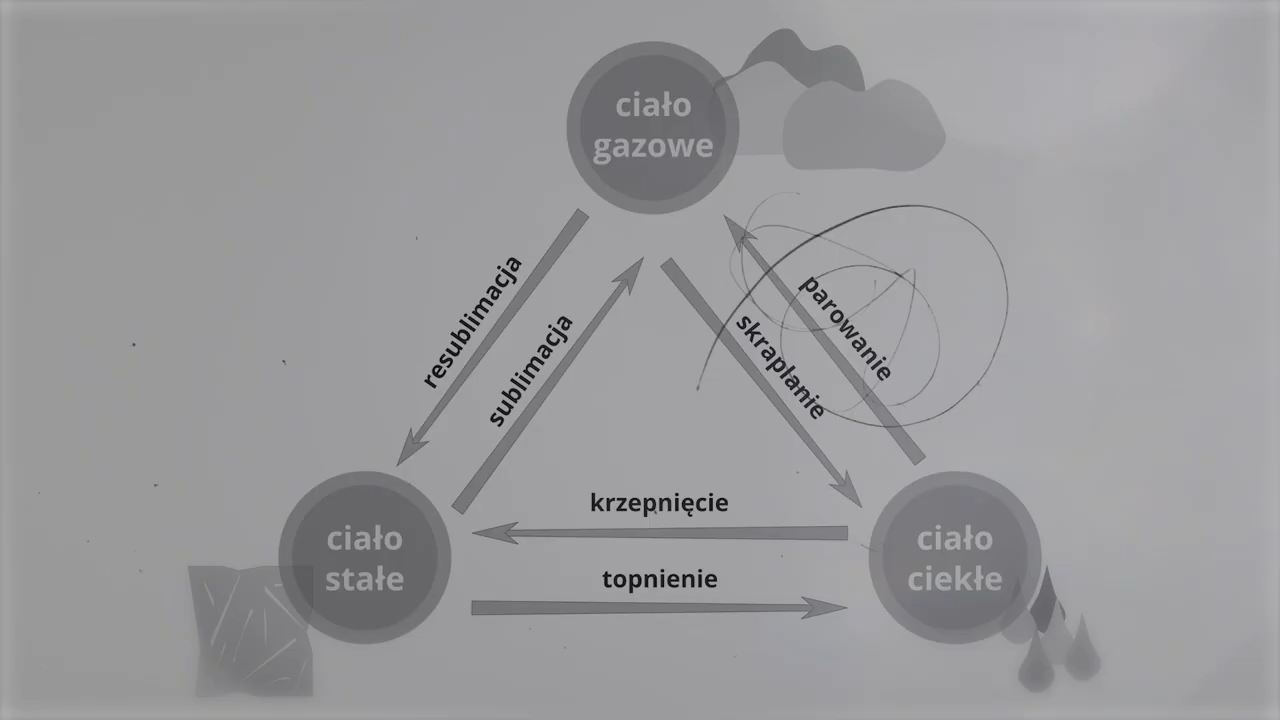 ciało
gazowe
resublimacja
sublimacja
skraplanie
parowanie
krzepnięcie
topnienie
ciało
stałe
ciało
ciekłe